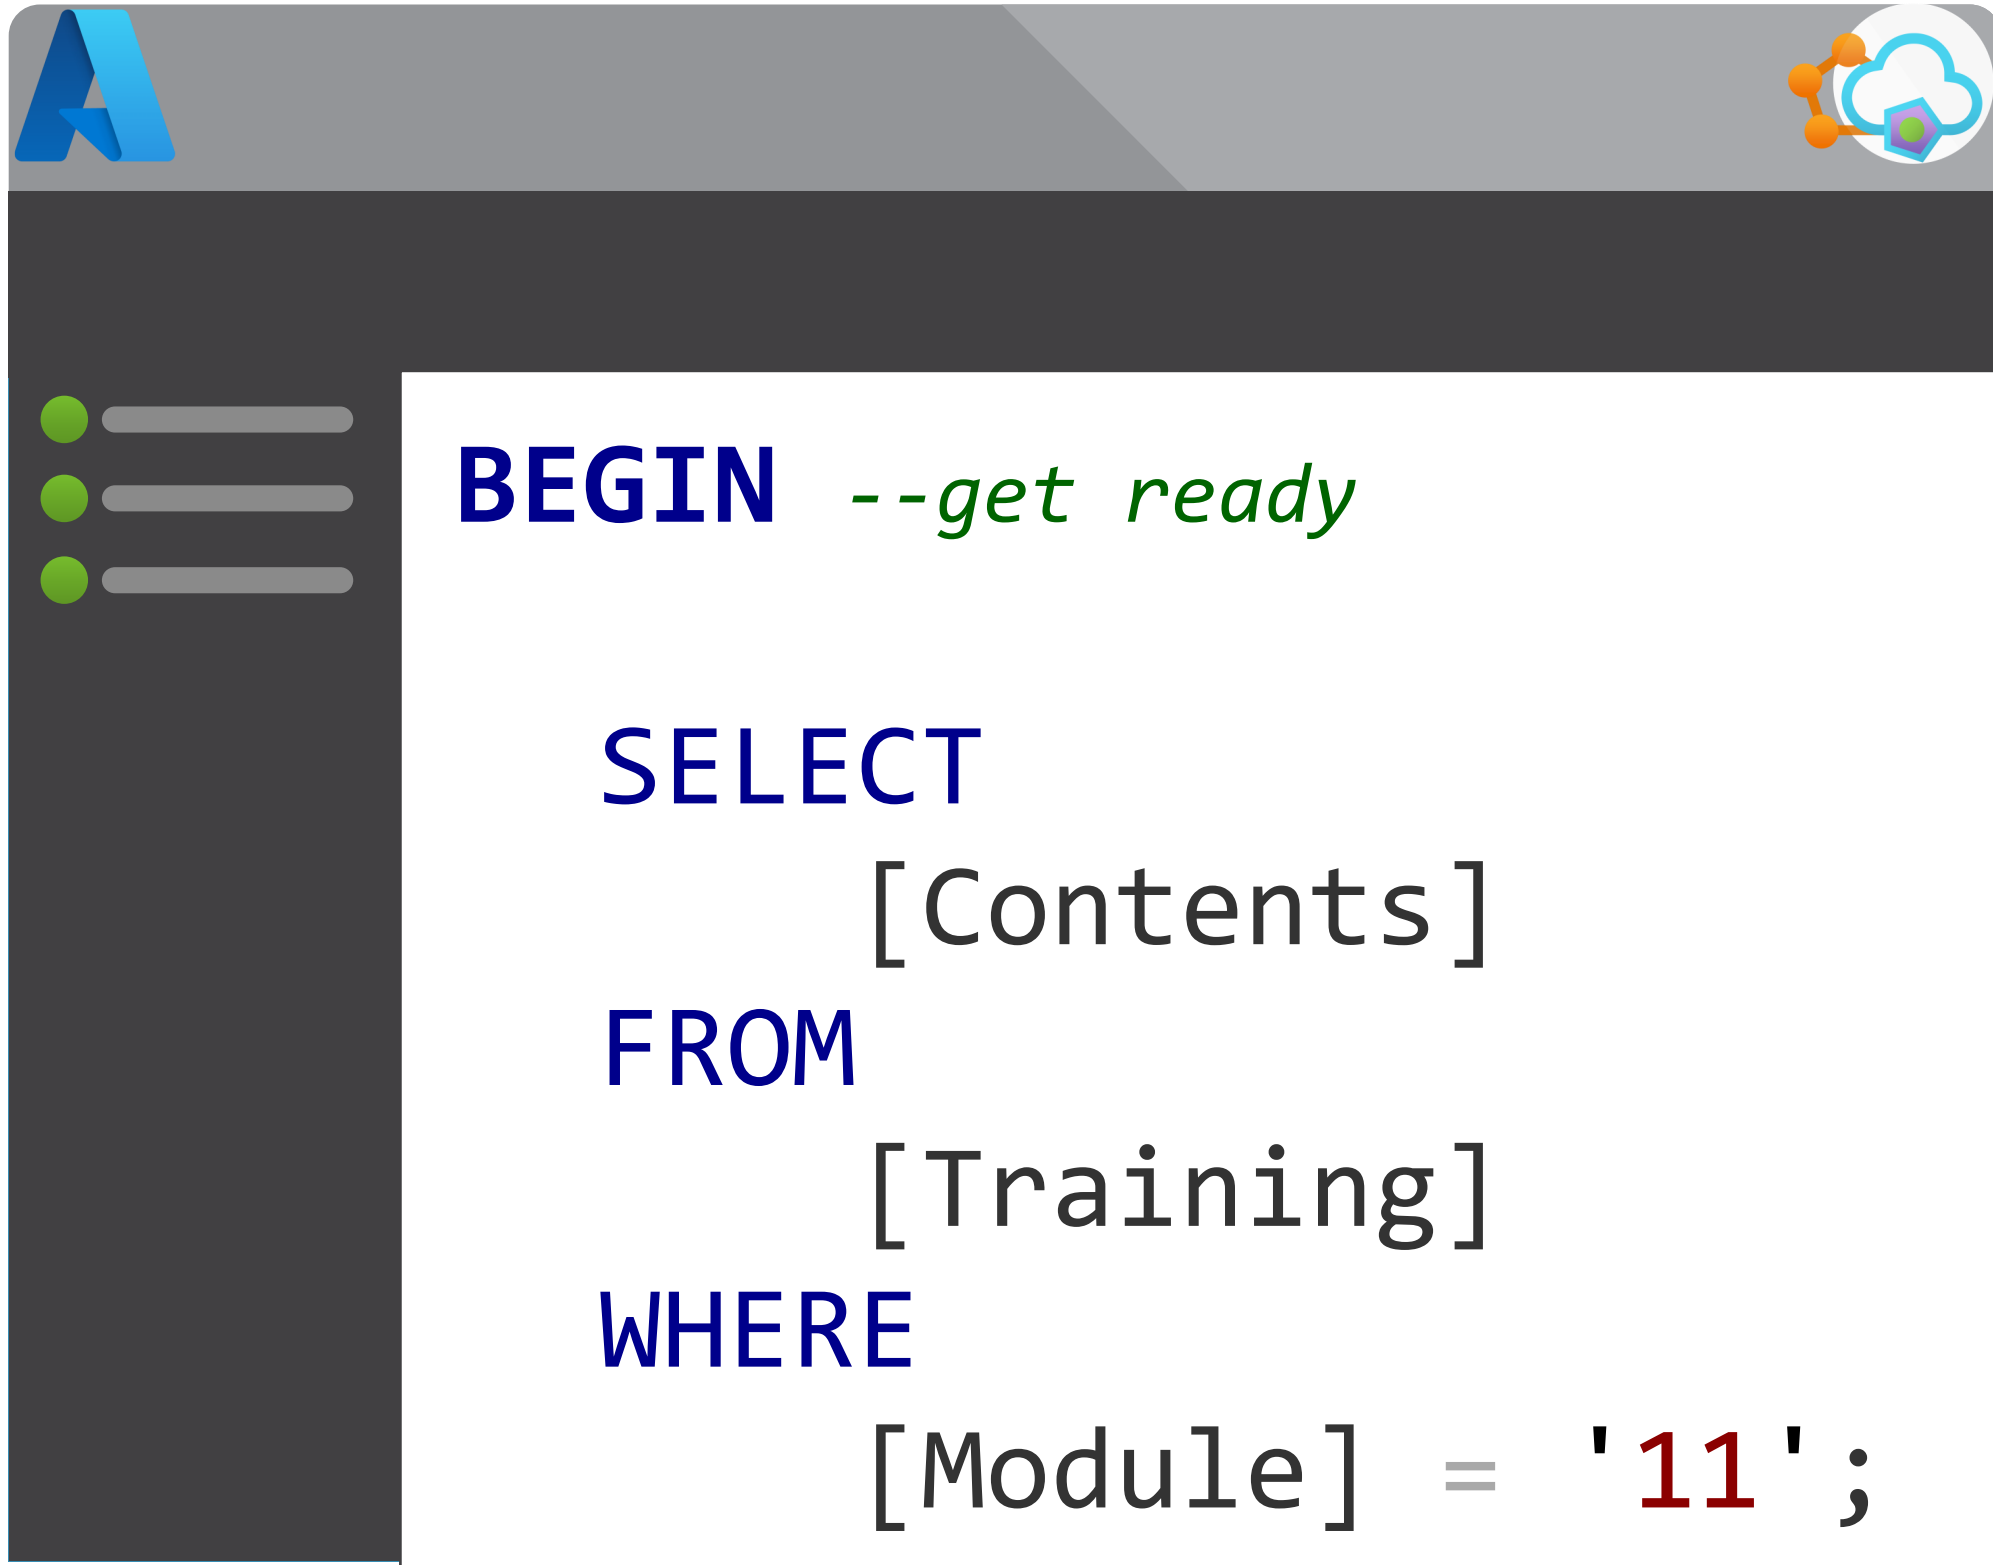 BEGIN --get ready
SELECT
[Contents]
FROM
[Training]
WHERE
[Module] = '11';